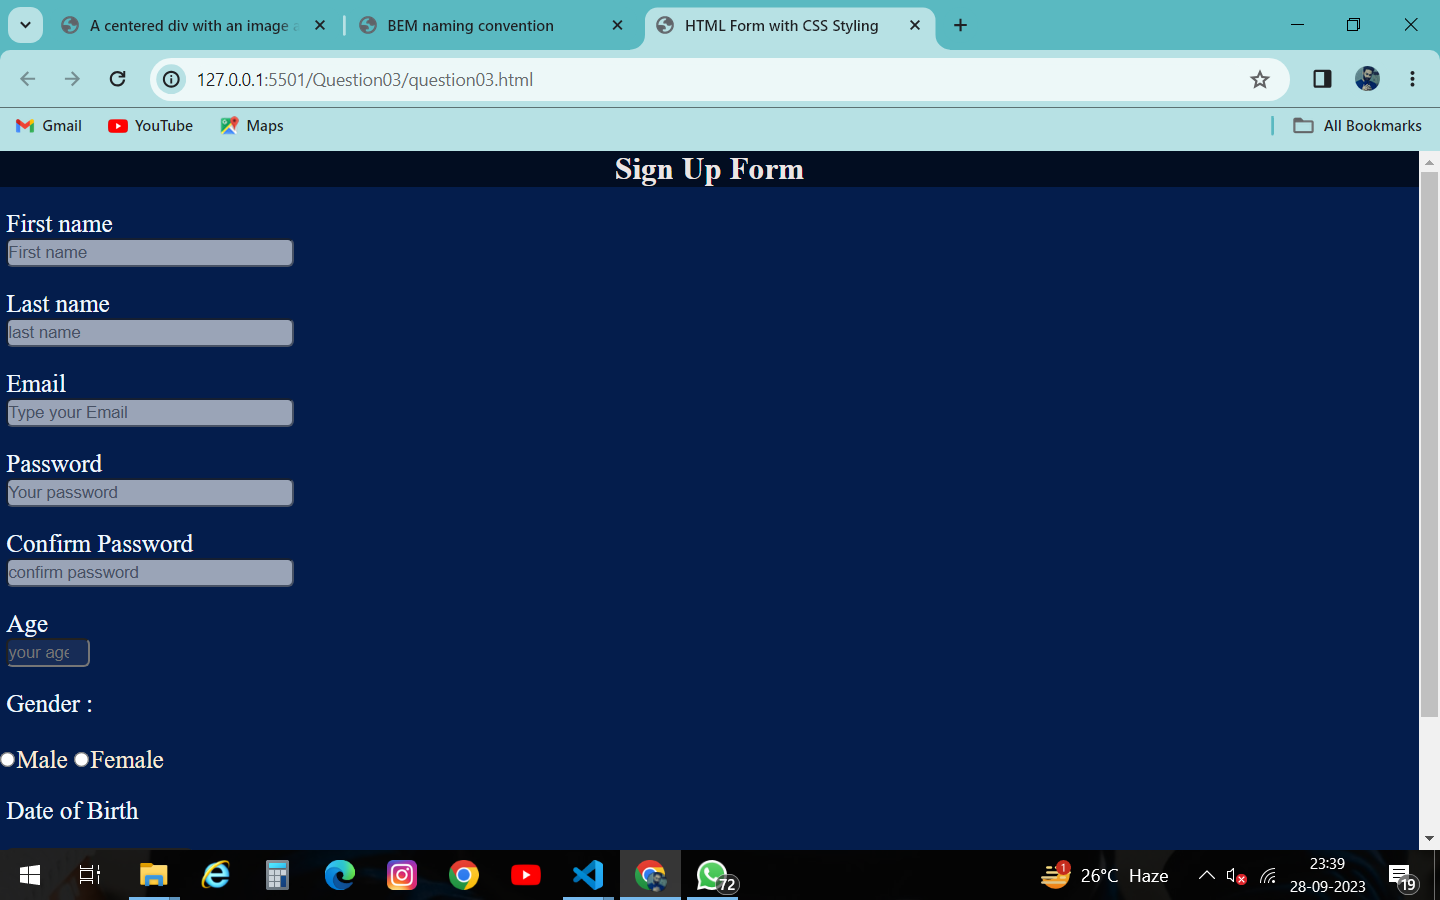 A centered div with an image a
BEM naming convention
HTML Form with CSS Styling
127.0.0.1:5501/Question03/question03.html
Gmail
YouTube
Maps
All Bookmarks
Sign Up Form
First name
First name
Last name
last name
Email
Type your Email
Password
Your password
Confirm Password
confirm password
Age
your age
Gender :
Male Female
Date of Birth
72
1
26°C Haze
23:39
28-09-2023
19